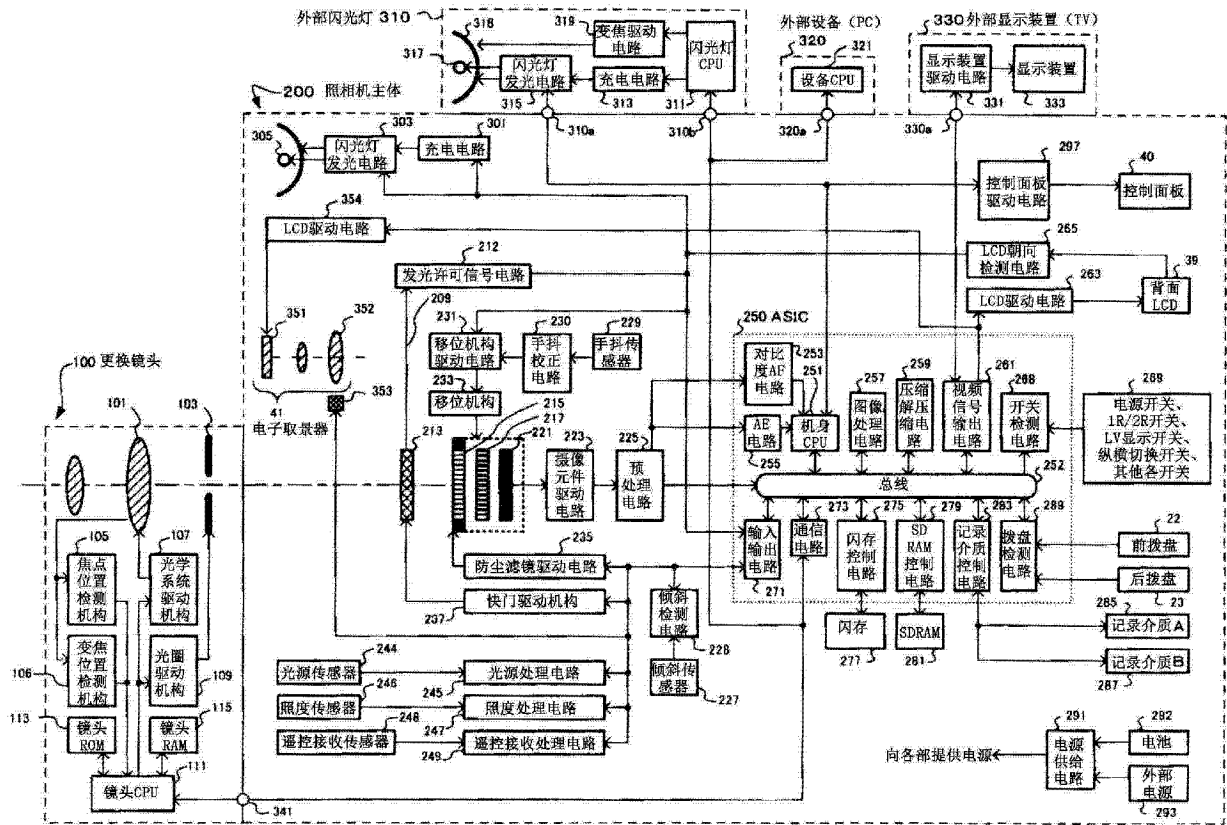 外部闪光灯 310
外部设备(PC)
330 外部显示装置(TV)
318
319
变焦驱动
电路
闪光灯
CPU
317
闪光灯
发光电路
充电电路
315
313
311
320
321
设备CPU
显示装置
驱动电路
显示装置
331
333
200 照相机主体
310a
310b
320a
330a
303
301
305
闪光灯
发光电路
充电电路
297
40
控制面板
驱动电路
控制面板
354
LCD驱动电路
212
发光许可信号电路
265
LCD朝向
检测电路
39
263
背面
LCD
LCD驱动电路
209
351
352
231
230
229
移位机构
驱动电路
手抖
校正
电路
手抖传
感器
233
移位机构
353
41
电子取景器
250 ASIC
对比
度AF
电路
253
251
257
259
261
268
269
图像
处理
电路
压缩
解压
缩电
路
视频
信号
输出
电路
开关
检测
电路
电源开关、
1R/2R开关、
LV显示开关、
纵横切换开关、
其他各开关
AE
电路
机身
CPU
255
100 更换镜头
101
103
213
215
217
221
223
225
摄像
元件
驱动
电路
预
处理
电路
252
总线
105
107
焦点
位置
检测
机构
光学
系统
驱动
机构
235
防尘滤镜驱动电路
快门驱动机构
237
倾斜
检测
电路
228
倾斜传
感器
227
输入
输出
电路
271
通信
电路
273
275
279
283
289
闪存
控制
电路
SD
RAM
控制
电路
记录
介质
控制
电路
拨盘
检测
电路
22
前拨盘
后拨盘
23
闪存
277
SDRAM
281
285
记录介质A
记录介质B
287
变焦
位置
检测
机构
106
光圈
驱动
机构
109
光源传感器
244
光源处理电路
245
照度传感器
246
照度处理电路
247
遥控接收传感器
248
遥控接收处理电路
249
113
115
镜头
ROM
镜头
RAM
111
镜头CPU
341
向各部提供电源
291
292
电源
供给
电路
电池
外部
电源
293